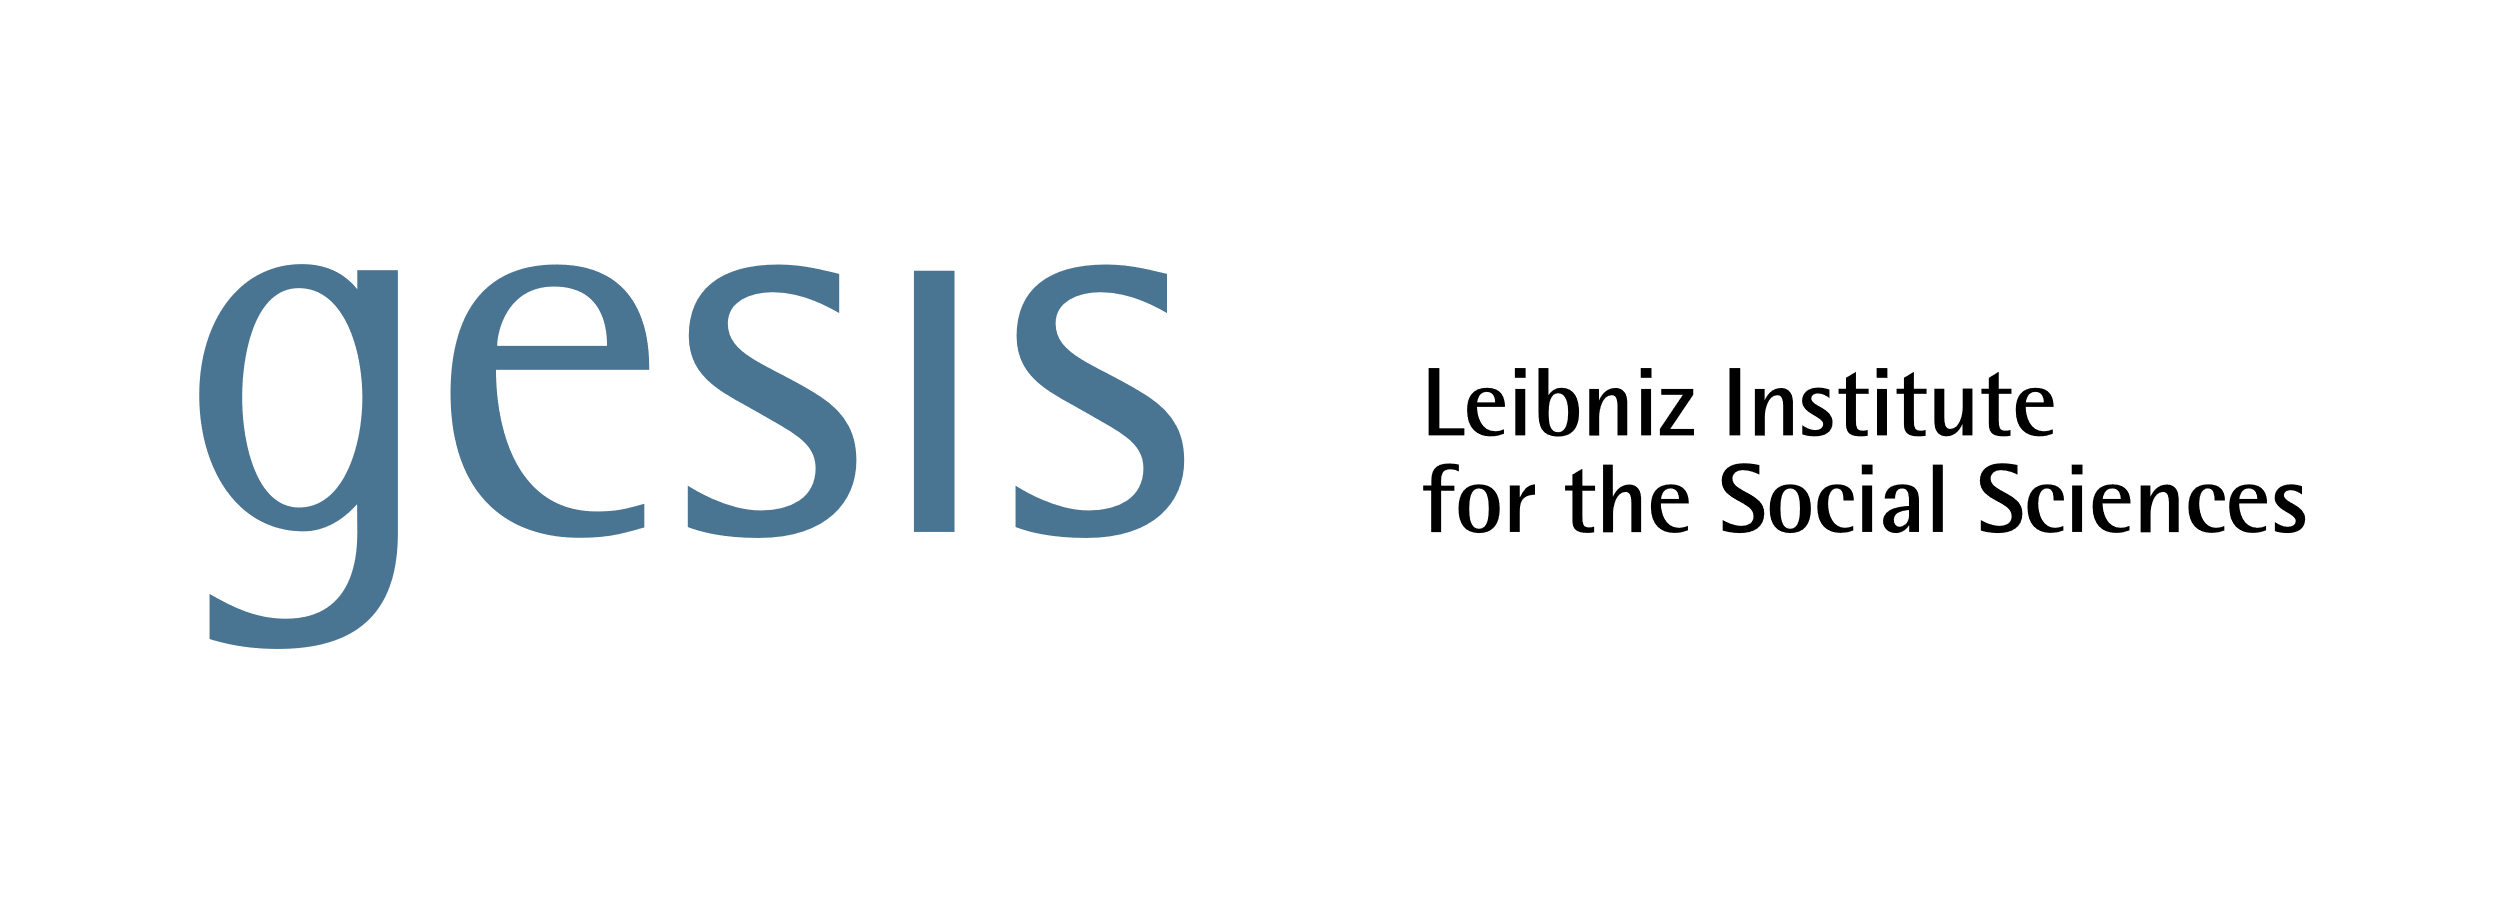 gesis
Leibniz Institute
for the Social Sciences